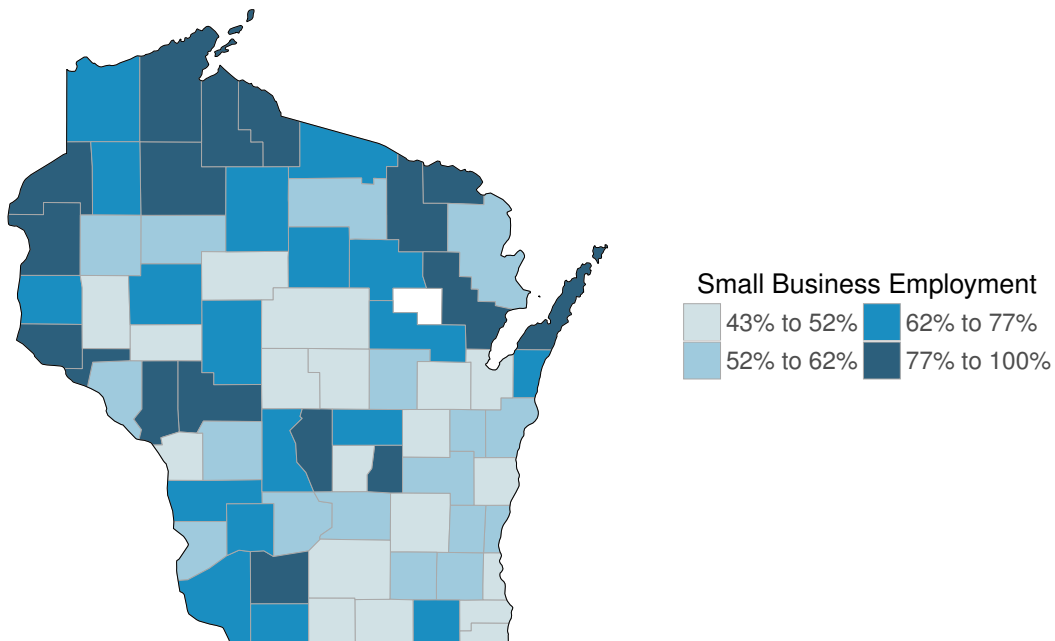 Small Business Employment
43% to 52% 62% to 77%
52% to 62% 77% to 100%